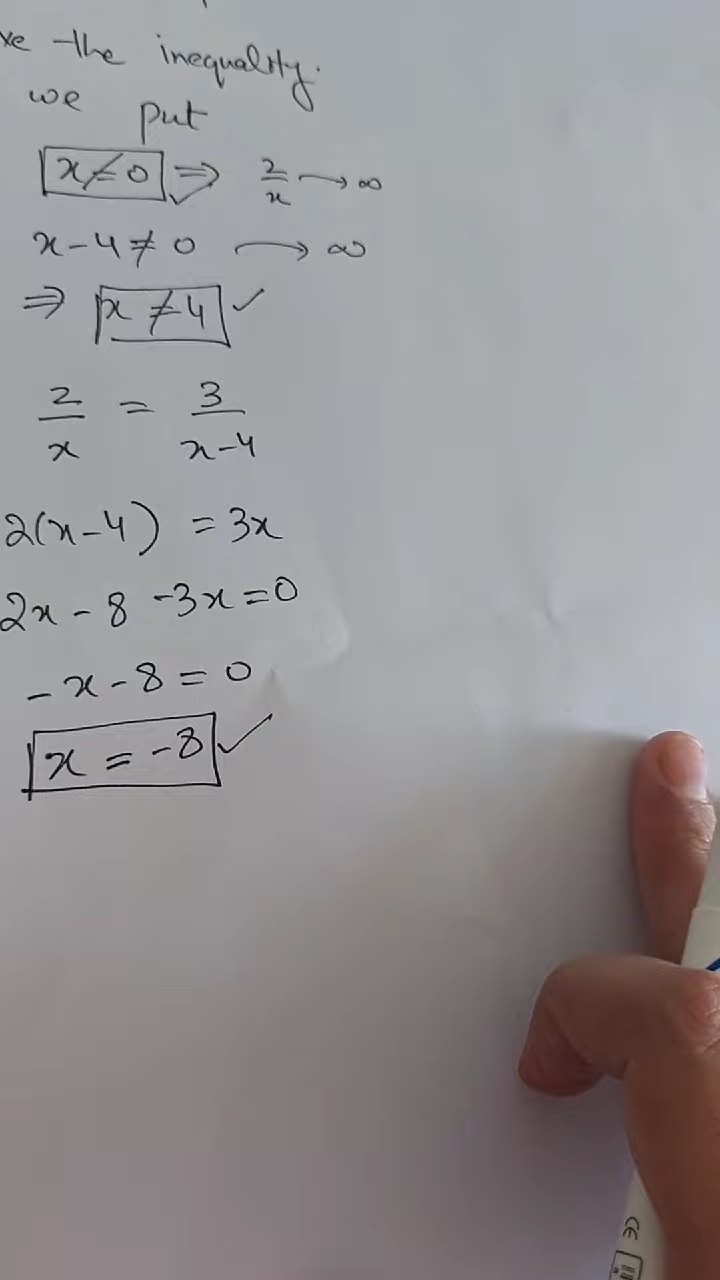 the inequality.
we put
x ≠ 0 ⇒ 2/x → ∞
x - 4 ≠ 0 → ∞
⇒ x ≠ 4 ✓
2/x = 3/x-4
2(x-4) = 3x
2x - 8 - 3x = 0
- x - 8 = 0
x = -8 ✓
CE